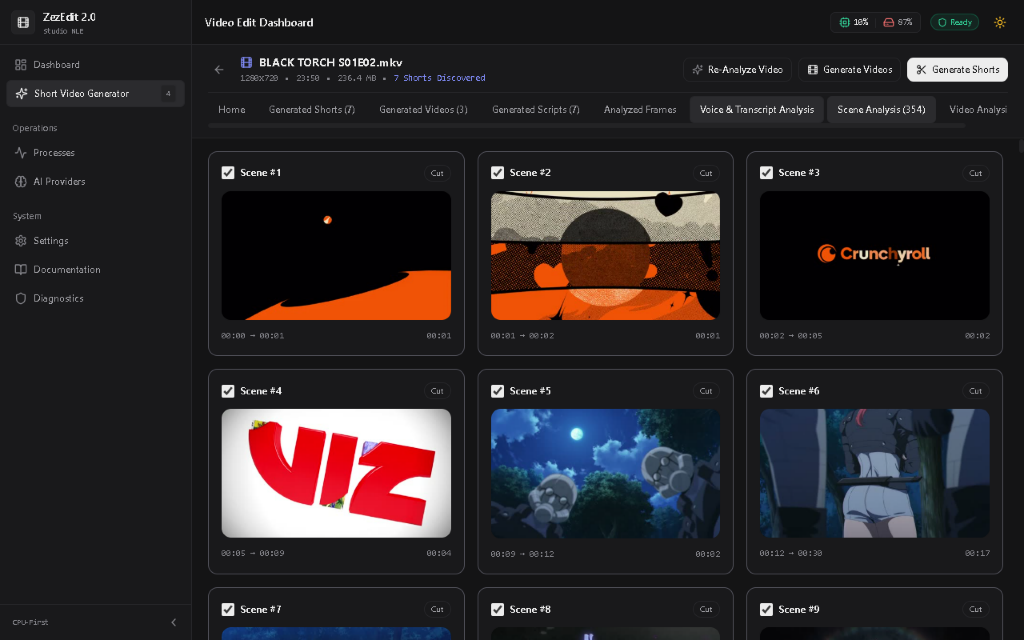 ZezEdit 2.0
Studio NLE
Dashboard
Short Video Generator 4
Operations
Processes
AI Providers
System
Settings
Documentation
Diagnostics
CPU-First
Video Edit Dashboard
10% 87% Ready
BLACK TORCH S01E02.mkv
1280x720 • 23:50 • 236.4 MB • 7 Shorts Discovered
Re-Analyze Video Generate Videos Generate Shorts
Home Generated Shorts (7) Generated Videos (3) Generated Scripts (7) Analyzed Frames Voice & Transcript Analysis Scene Analysis (354) Video Analysi
Scene #1 Cut
00:00 → 00:01 00:01
Scene #2 Cut
00:01 → 00:02 00:01
Scene #3 Cut
Crunchyroll
00:02 → 00:05 00:02
Scene #4 Cut
VIZ
00:05 → 00:09 00:04
Scene #5 Cut
00:09 → 00:12 00:02
Scene #6 Cut
00:12 → 00:30 00:17
Scene #7 Cut
Scene #8 Cut
Scene #9 Cut